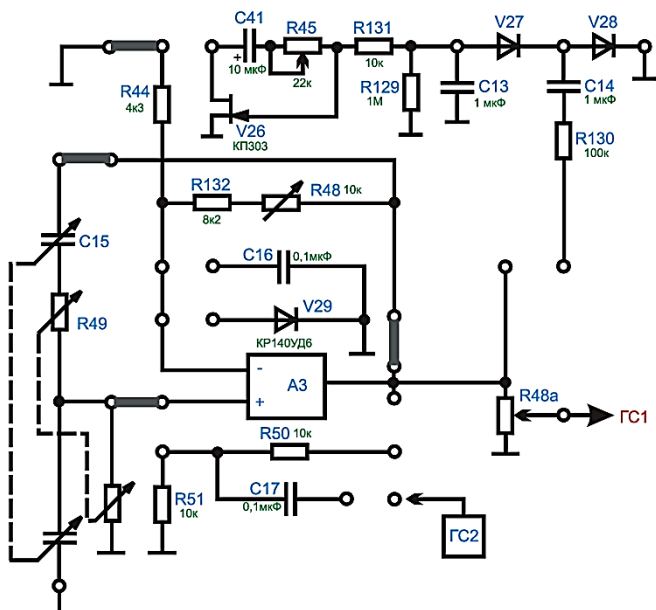 C41
R45
R131
V27
V28
+
10 мкФ
22к
10к
R44
4к3
R129
1М
C13
1 мкФ
C14
1 мкФ
V26
КП303
R130
100к
R132
8к2
R48 10к
C15
C16
0,1мкФ
R49
V29
КР140УД6
-
A3
+
R48a
ГС1
R50 10к
R51
10к
C17
0,1мкФ
ГС2